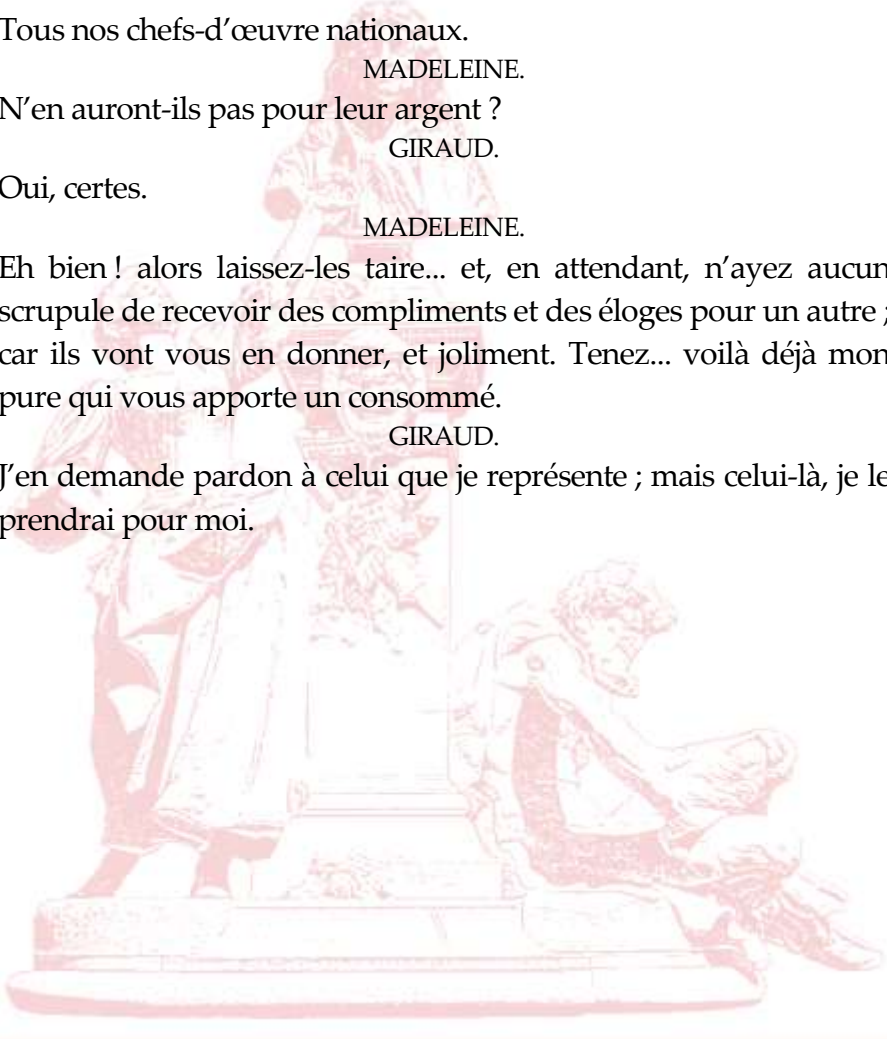 Tous nos chefs-d’œuvre nationaux.
MADELEINE.
N’en auront-ils pas pour leur argent ?
GIRAUD.
Oui, certes.
MADELEINE.
Eh bien ! alors laissez-les taire... et, en attendant, n’ayez aucun
scrupule de recevoir des compliments et des éloges pour un autre ;
car ils vont vous en donner, et joliment. Tenez... voilà déjà mon
pure qui vous apporte un consommé.
GIRAUD.
J’en demande pardon à celui que je représente ; mais celui-là, je le
prendrai pour moi.